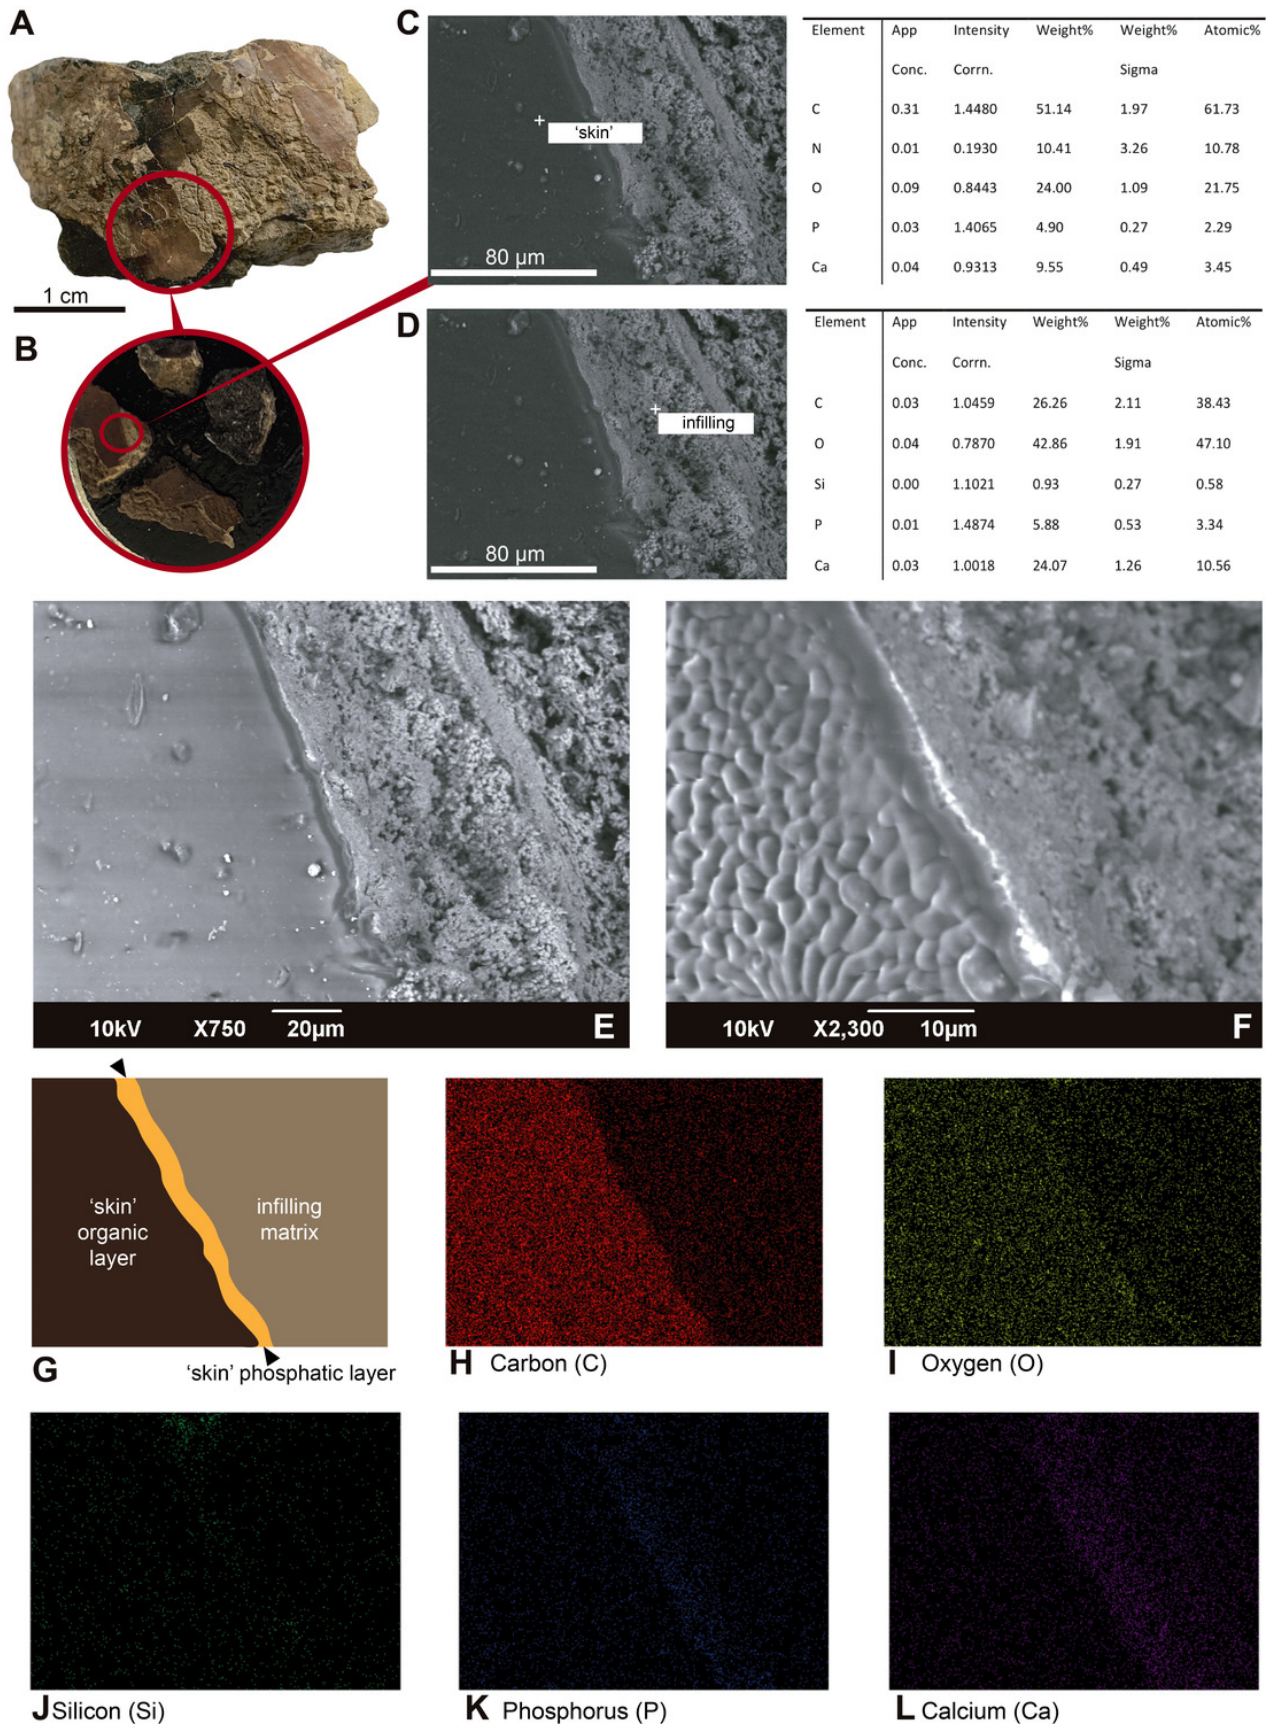 A
1 cm
B
C
+
'skin'
80 µm
Element App Intensity Weight% Weight% Atomic%
Conc. Corrn. Sigma
C 0.31 1.4480 51.14 1.97 61.73
N 0.01 0.1930 10.41 3.26 10.78
O 0.09 0.8443 24.00 1.09 21.75
P 0.03 1.4065 4.90 0.27 2.29
Ca 0.04 0.9313 9.55 0.49 3.45
D
+
infilling
80 µm
Element App Intensity Weight% Weight% Atomic%
Conc. Corrn. Sigma
C 0.03 1.0459 26.26 2.11 38.43
O 0.04 0.7870 42.86 1.91 47.10
Si 0.00 1.1021 0.93 0.27 0.58
P 0.01 1.4874 5.88 0.53 3.34
Ca 0.03 1.0018 24.07 1.26 10.56
10kV X750 20µm E
10kV X2,300 10µm F
'skin'
organic
layer
infilling
matrix
G
'skin' phosphatic layer
H Carbon (C)
I Oxygen (O)
J Silicon (Si)
K Phosphorus (P)
L Calcium (Ca)